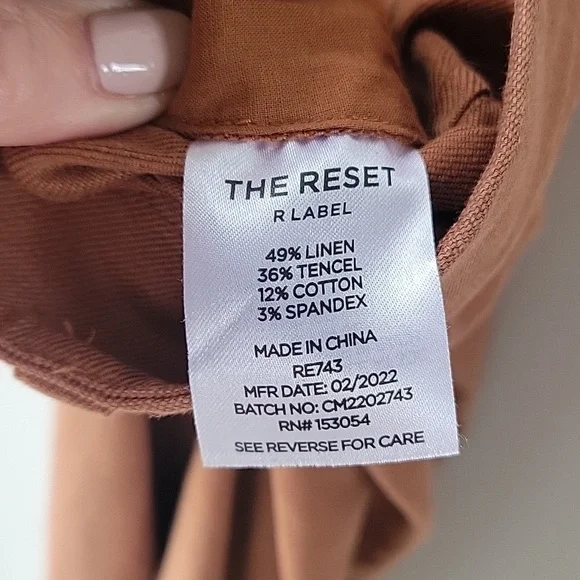 THE RESET
R LABEL
49% LINEN
36% TENCEL
12% COTTON
3% SPANDEX
MADE IN CHINA
RE743
MFR DATE: 02/2022
BATCH NO: CM2202743
RN# 153054
SEE REVERSE FOR CARE